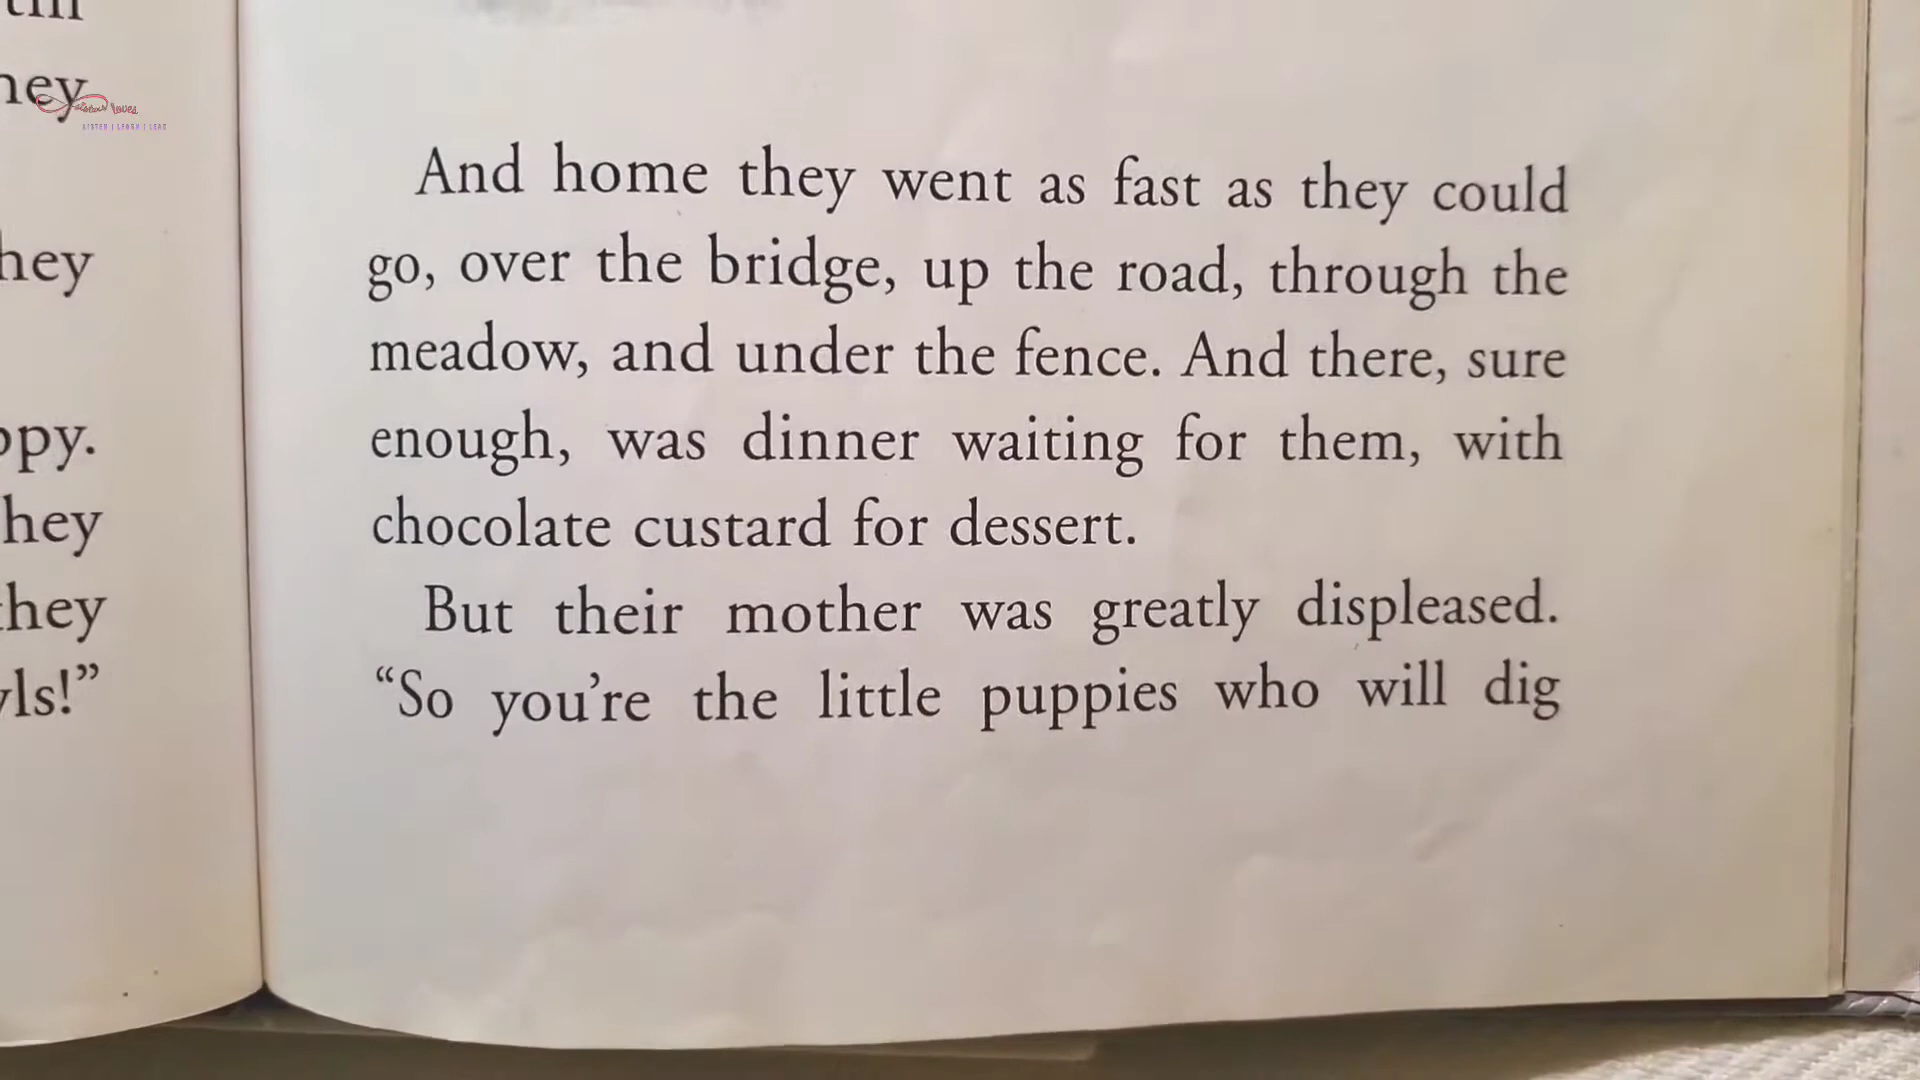 And home they went as fast as they could
go, over the bridge, up the road, through the
meadow, and under the fence. And there, sure
enough, was dinner waiting for them, with
chocolate custard for dessert.
But their mother was greatly displeased.
“So you’re the little puppies who will dig